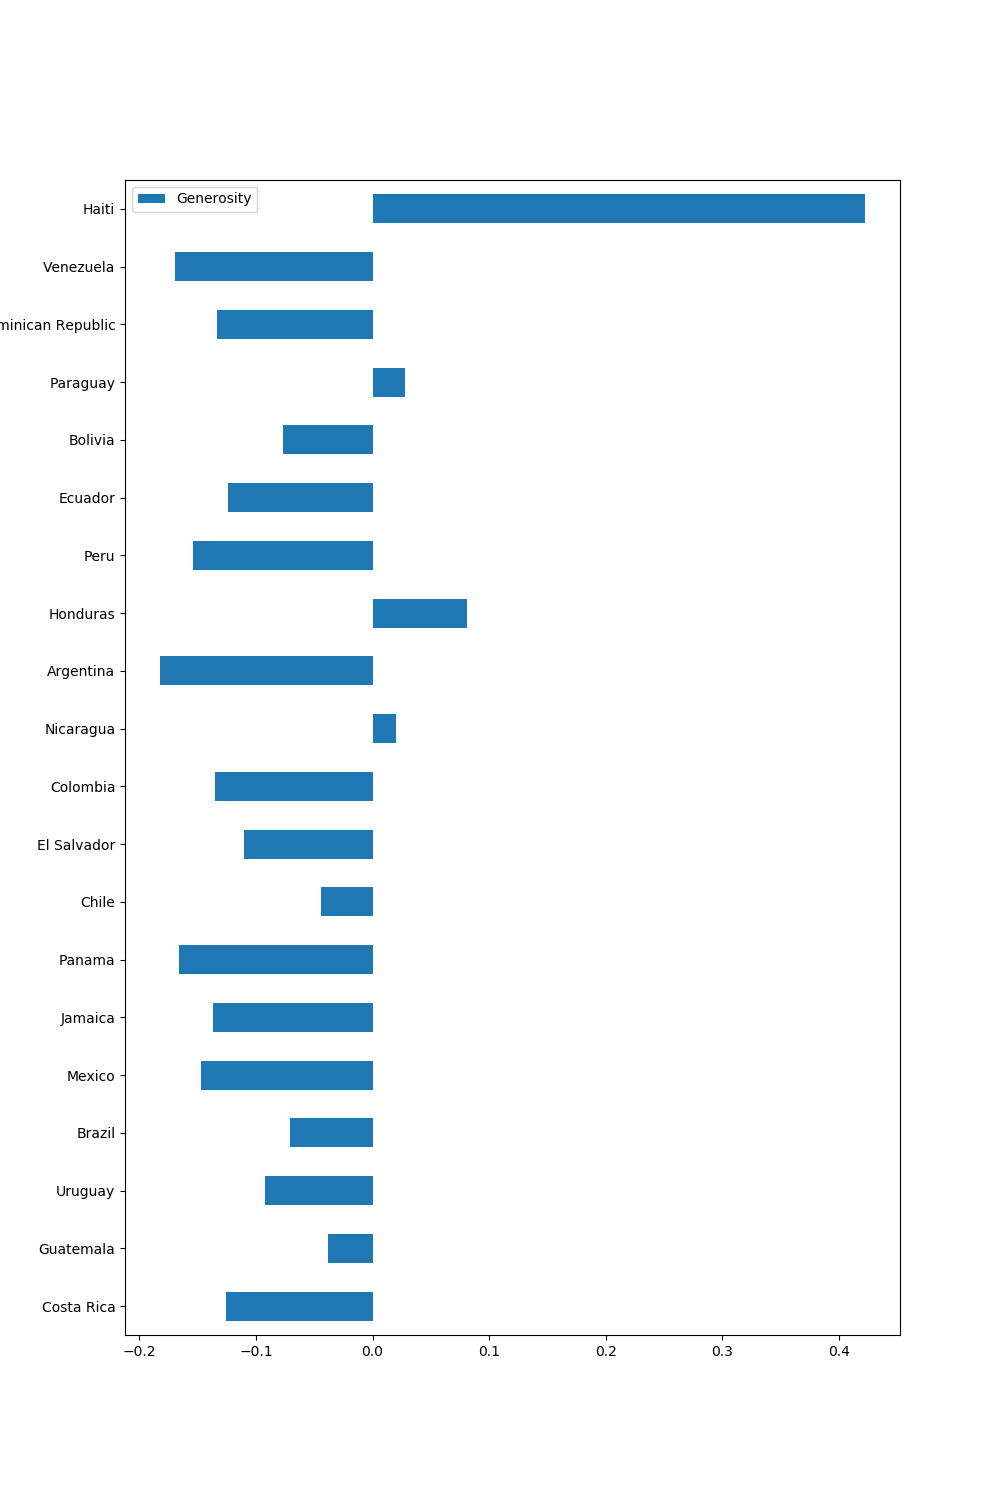 Generosity
Haiti
Venezuela
minican Republic
Paraguay
Bolivia
Ecuador
Peru
Honduras
Argentina
Nicaragua
Colombia
El Salvador
Chile
Panama
Jamaica
Mexico
Brazil
Uruguay
Guatemala
Costa Rica
−0.2 −0.1 0.0 0.1 0.2 0.3 0.4